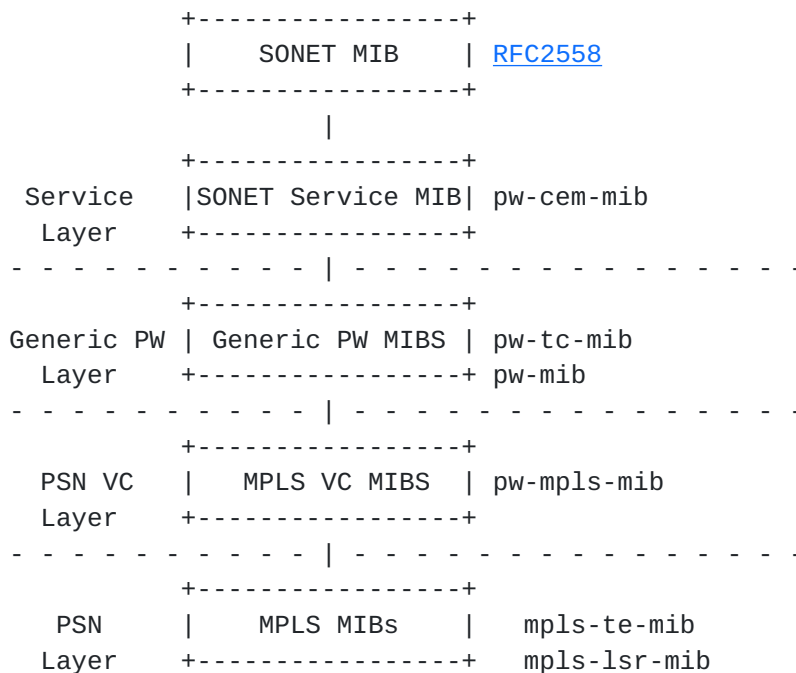 +-----------------+
|    SONET MIB    | RFC2558
+-----------------+
|
+-----------------+
Service   |SONET Service MIB| pw-cem-mib
Layer    +-----------------+
- - - - - - - - - - | - - - - - - - - - - - - - - -
+-----------------+
Generic PW | Generic PW MIBS | pw-tc-mib
Layer    +-----------------+ pw-mib
- - - - - - - - - - | - - - - - - - - - - - - - - -
+-----------------+
PSN VC   |   MPLS VC MIBS  | pw-mpls-mib
Layer    +-----------------+
- - - - - - - - - - | - - - - - - - - - - - - - - -
+-----------------+
PSN     |    MPLS MIBs    |   mpls-te-mib
Layer    +-----------------+   mpls-lsr-mib